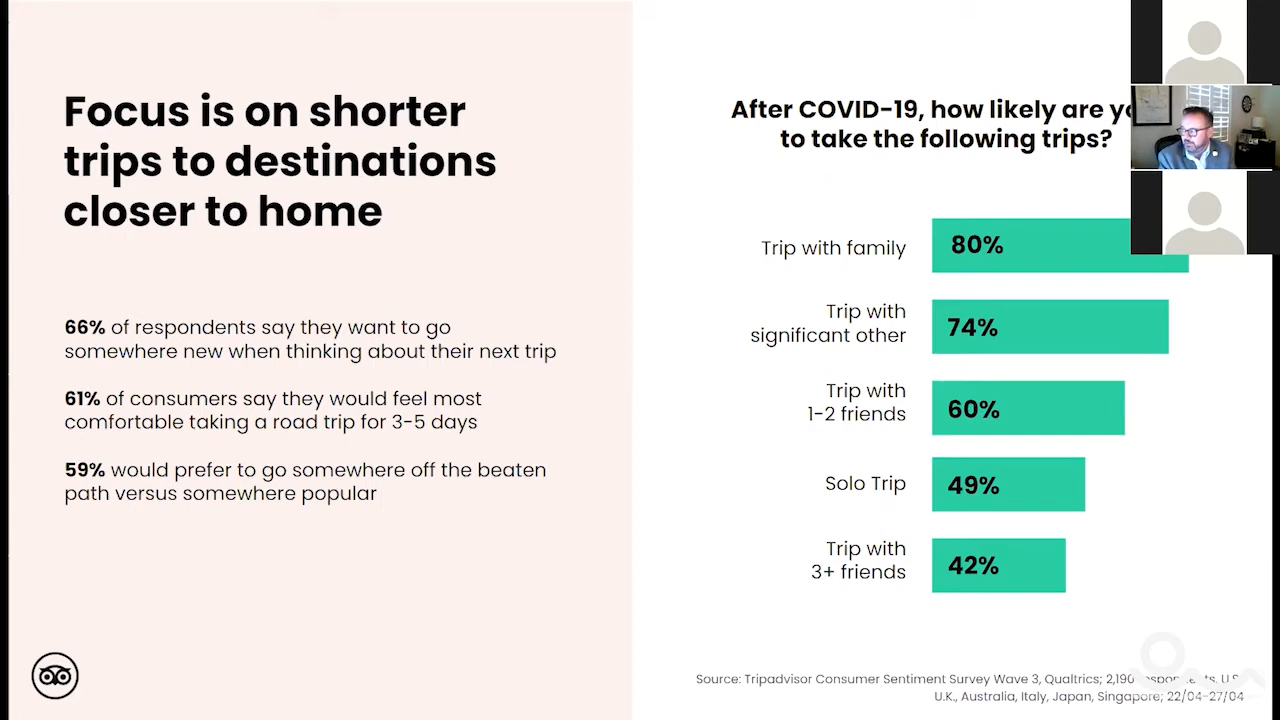 Focus is on shorter
trips to destinations
closer to home
66% of respondents say they want to go
somewhere new when thinking about their next trip
61% of consumers say they would feel most
comfortable taking a road trip for 3-5 days
59% would prefer to go somewhere off the beaten
path versus somewhere popular
After COVID-19, how likely are
to take the following trips?
Trip with family
80%
Trip with
significant other
74%
Trip with
1-2 friends
60%
Solo Trip
49%
Trip with
3+ friends
42%
Source: Tripadvisor Consumer Sentiment Survey Wave 3, Qualtrics; 2,190 respondents, U.S.
U.K., Australia, Italy, Japan, Singapore; 22/04-27/04